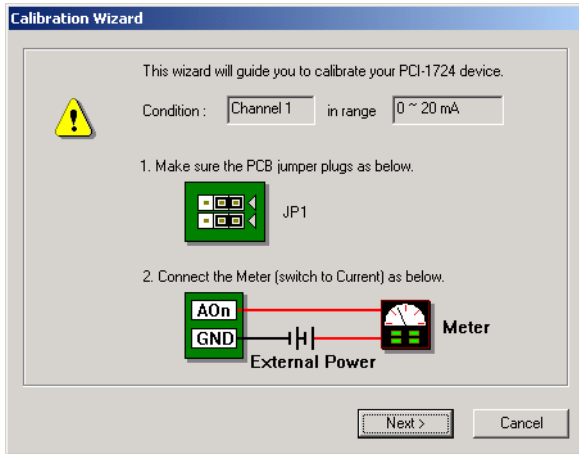 Calibration Wizard
This wizard will guide you to calibrate your PCI-1724 device.
Condition : Channel 1 in range 0 ~ 20 mA
1. Make sure the PCB jumper plugs as below.
JP1
2. Connect the Meter (switch to Current) as below.
AOn
GND
Meter
External Power
Next >
Cancel